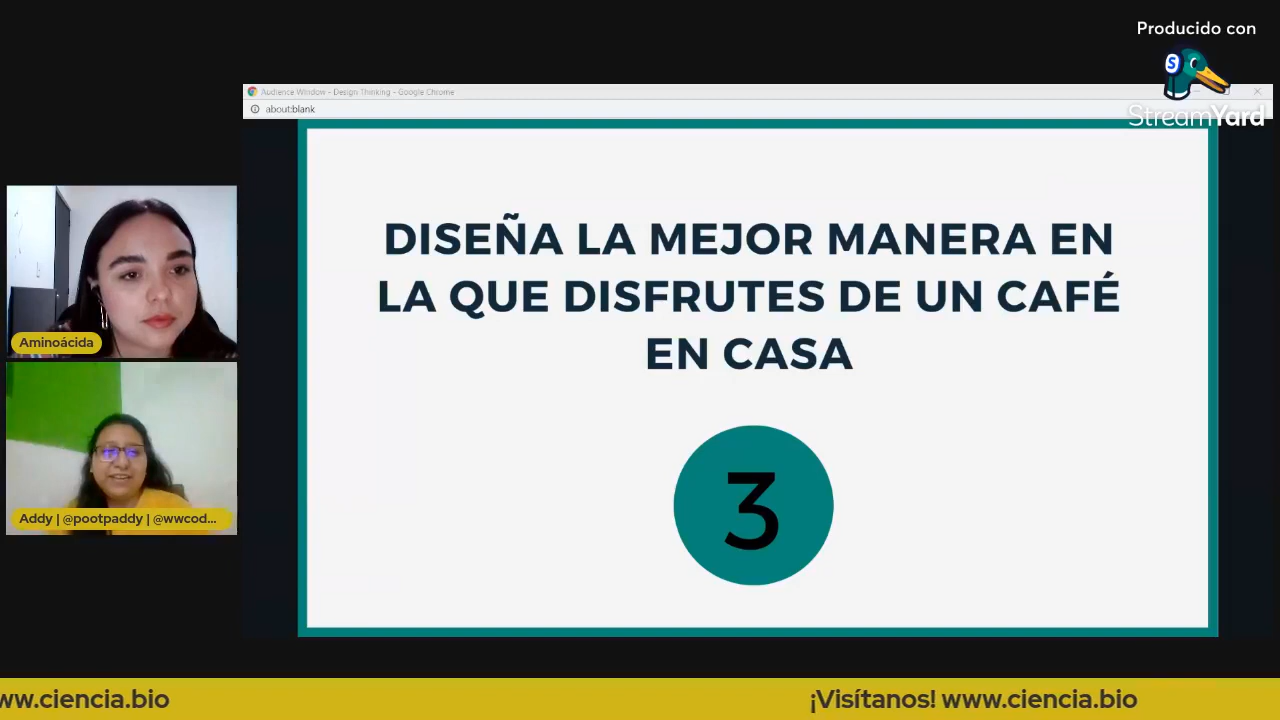 Producido con
StreamYard
Audience Window - Design Thinking - Google Chrome
about:blank
DISEÑA LA MEJOR MANERA EN
LA QUE DISFRUTES DE UN CAFÉ
EN CASA
3
Aminoácida
Addy | @pootpaddy | @wwcod...
ww.ciencia.bio
¡Visítanos! www.ciencia.bio